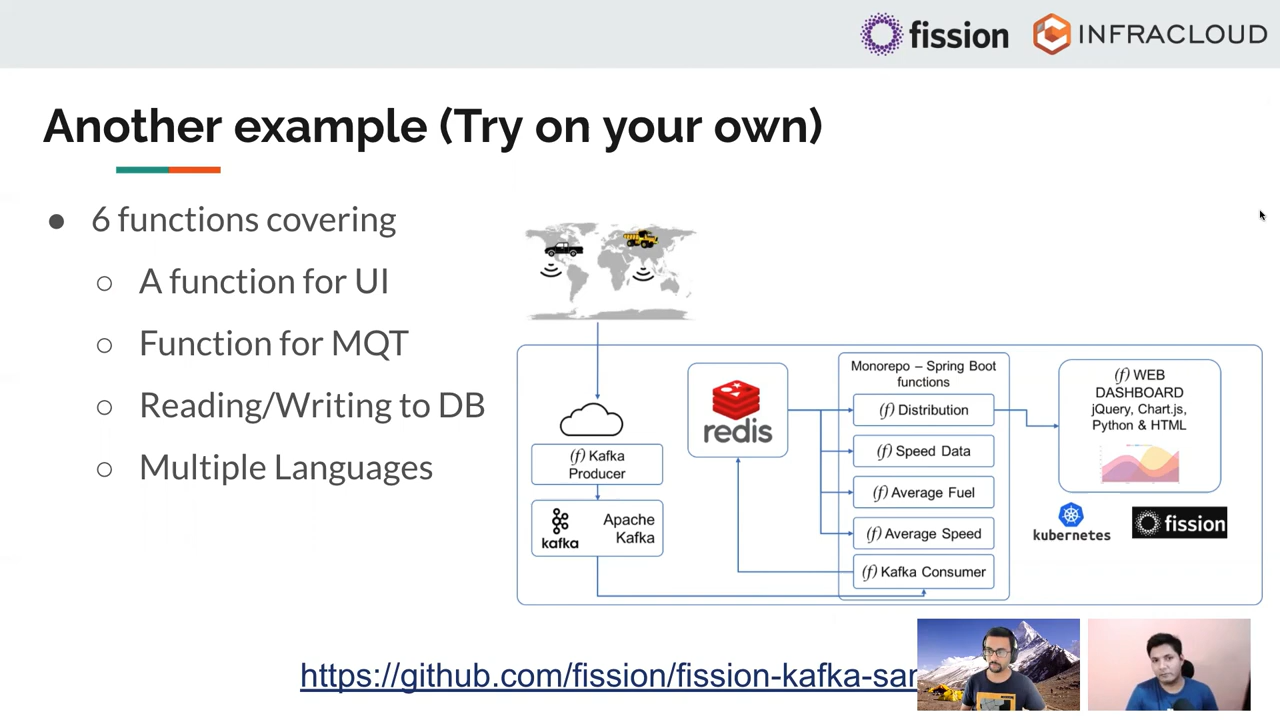 fission INFRACLOUD
Another example (Try on your own)
● 6 functions covering
○ A function for UI
○ Function for MQT
○ Reading/Writing to DB
○ Multiple Languages
(f) Kafka
Producer
kafka
Apache
Kafka
redis
Monorepo – Spring Boot
functions
(f) Distribution
(f) Speed Data
(f) Average Fuel
(f) Average Speed
(f) Kafka Consumer
(f) WEB
DASHBOARD
jQuery, Chart.js,
Python & HTML
kubernetes
fission
https://github.com/fission/fission-kafka-sa